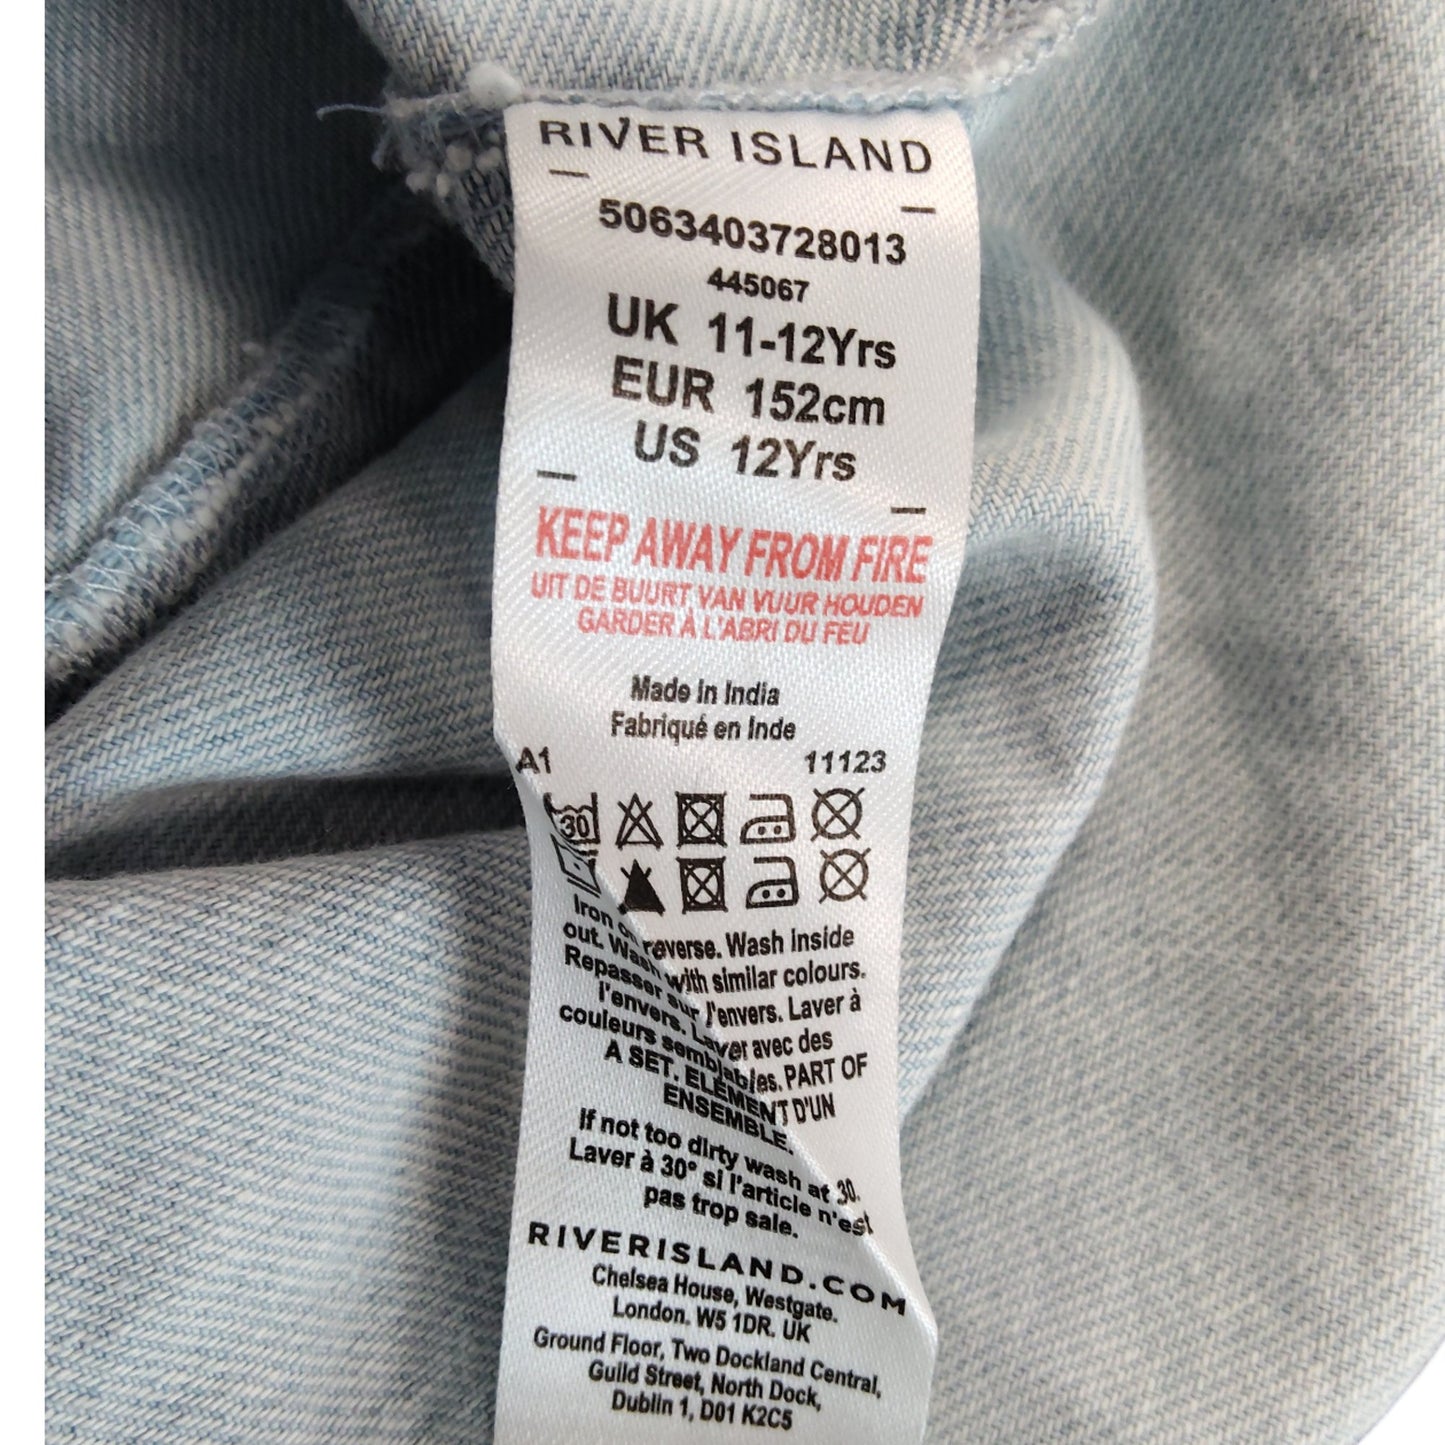 RIVER ISLAND
5063403728013
445067
UK 11-12Yrs
EUR 152cm
US 12Yrs
KEEP AWAY FROM FIRE
UIT DE BUURT VAN VUUR HOUDEN
GARDER À L'ABRI DU FEU
Made In India
Fabriqué en Inde
A1 11123
30
Iron on reverse. Wash inside
out. Wash with similar colours.
Repasser sur l'envers. Laver à
l'envers. Laver avec des
couleurs semblables. PART OF
A SET. ELÉMENT D'UN
ENSEMBLE.
If not too dirty wash at 30.
Laver à 30° si l'article n'est
pas trop sale.
RIVERISLAND.COM
Chelsea House, Westgate.
London. W5 1DR. UK
Ground Floor, Two Dockland Central,
Guild Street, North Dock,
Dublin 1, D01 K2C5